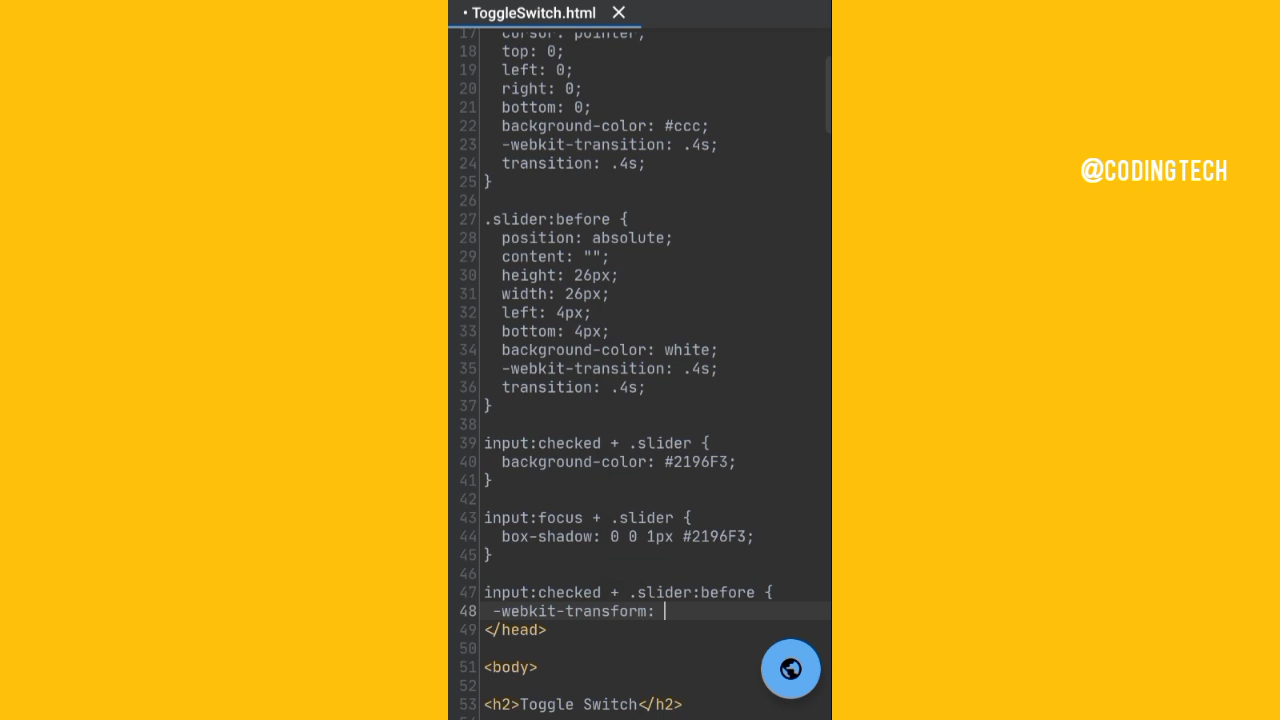 • ToggleSwitch.html ✕
17 cursor: pointer;
18 top: 0;
19 left: 0;
20 right: 0;
21 bottom: 0;
22 background-color: #ccc;
23 -webkit-transition: .4s;
24 transition: .4s;
25 }
26
27 .slider:before {
28 position: absolute;
29 content: "";
30 height: 26px;
31 width: 26px;
32 left: 4px;
33 bottom: 4px;
34 background-color: white;
35 -webkit-transition: .4s;
36 transition: .4s;
37 }
38
39 input:checked + .slider {
40 background-color: #2196F3;
41 }
42
43 input:focus + .slider {
44 box-shadow: 0 0 1px #2196F3;
45 }
46
47 input:checked + .slider:before {
48 -webkit-transform:
49 </head>
50
51 <body>
52
53 <h2>Toggle Switch</h2>
@CODINGTECH